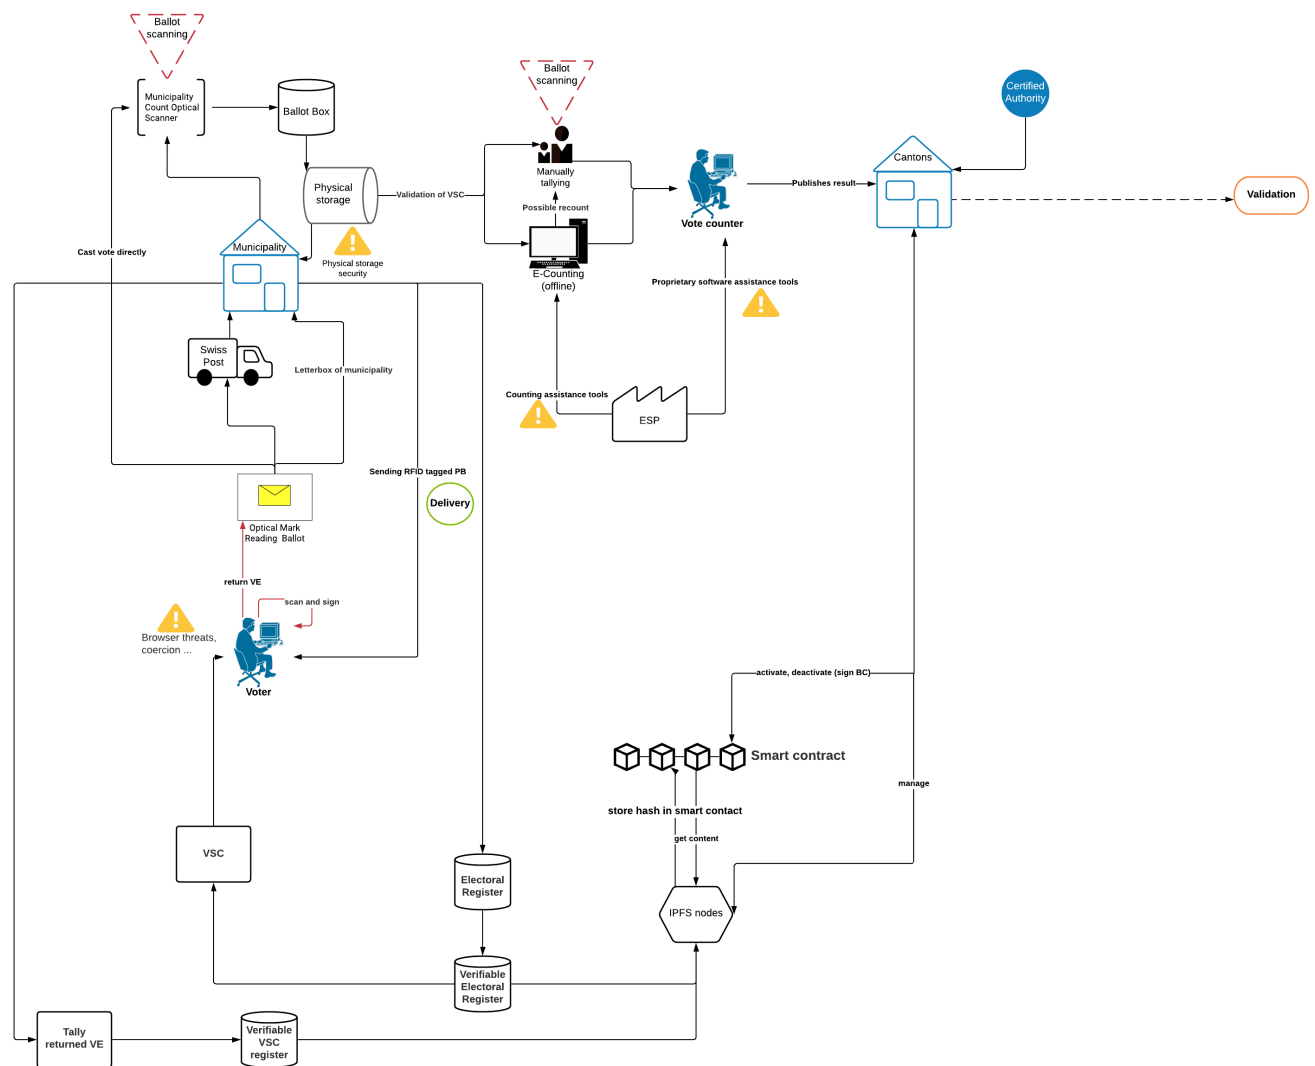 Ballot
scanning
Municipality
Count Optical
Scanner
Ballot Box
Ballot
scanning
Certified
Authority
Cantons
Manually
tallying
Physical
storage
Validation of VSC
Publishes result
Validation
Possible recount
Vote counter
Cast vote directly
Municipality
Physical storage
security
E-Counting
(offline)
Proprietary software assistance tools
Swiss
Post
Letterbox of municipality
Counting assistance tools
ESP
Sending RFID tagged PB
Delivery
Optical Mark
Reading Ballot
return VE
scan and sign
Browser threats,
coercion ...
Voter
activate, deactivate (sign BC)
Smart contract
manage
store hash in smart contact
get content
VSC
Electoral
Register
IPFS nodes
Verifiable
Electoral
Register
Tally
returned VE
Verifiable
VSC
register